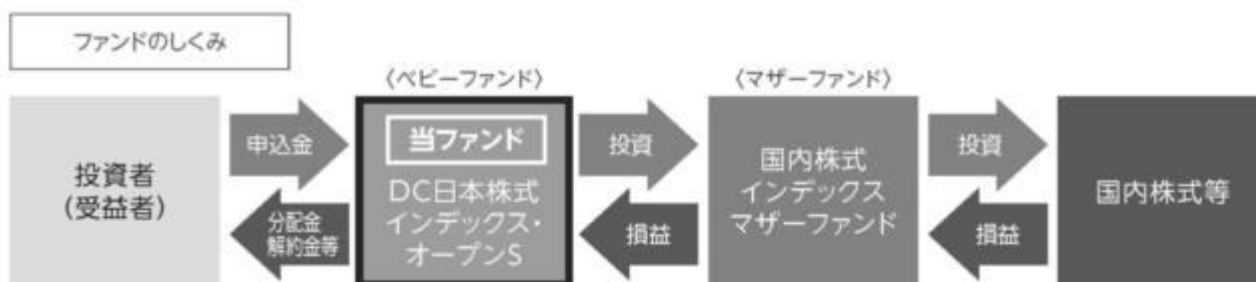 ファンドのしくみ
〈ベビーファンド〉
〈マザーファンド〉
投資者
(受益者)
申込金
分配金
解約金等
当ファンド
DC日本株式
インデックス・
オープンS
投資
損益
国内株式
インデックス
マザーファンド
投資
損益
国内株式等